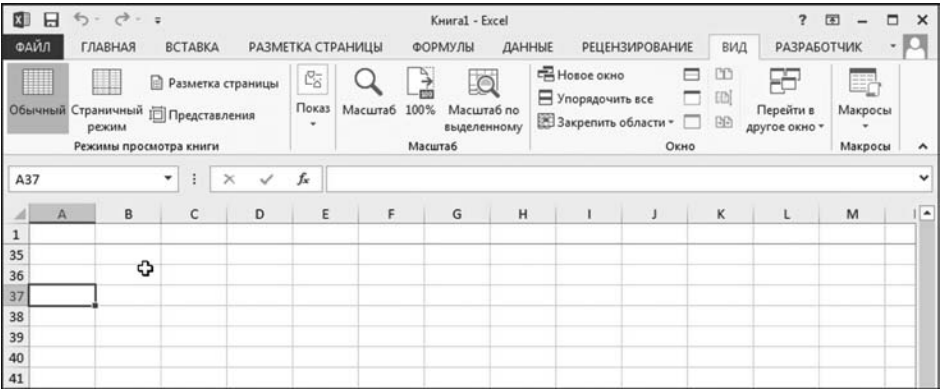 Книга1 - Excel
?
ФАЙЛ ГЛАВНАЯ ВСТАВКА РАЗМЕТКА СТРАНИЦЫ ФОРМУЛЫ ДАННЫЕ РЕЦЕНЗИРОВАНИЕ ВИД РАЗРАБОТЧИК
Обычный
Страничный
режим
Разметка страницы
Представления
Режимы просмотра книги
Показ
Масштаб
100%
Масштаб по
выделенному
Масштаб
Новое окно
Упорядочить все
Закрепить области
Перейти в
другое окно
Окно
Макросы
Макросы
A37
fx
A B C D E F G H I J K L M
1
35
36
37
38
39
40
41